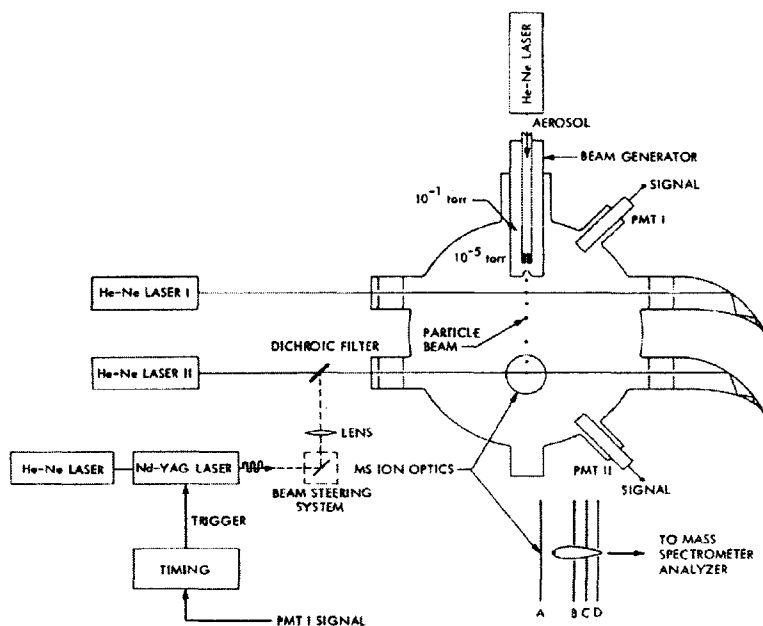 He-Ne LASER
AEROSOL
BEAM GENERATOR
SIGNAL
10⁻¹ torr
PMT I
10⁻⁵ torr
He-Ne LASER I
PARTICLE
BEAM
DICHROIC FILTER
He-Ne LASER II
LENS
He-Ne LASER
Nd-YAG LASER
MS ION OPTICS
PMT II
BEAM STEERING
SYSTEM
SIGNAL
TRIGGER
TO MASS
SPECTROMETER
ANALYZER
TIMING
A
B
C
D
PMT I SIGNAL